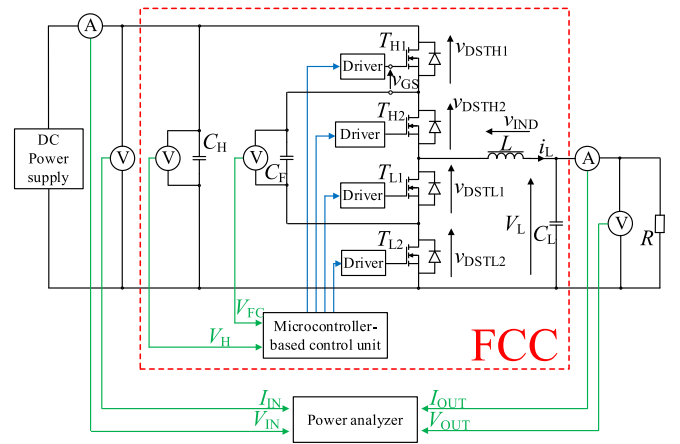 A
T_H1
v_DSTH1
Driver
v_GS
T_H2
v_DSTH2
Driver
v_IND
DC
Power
supply
V
V
C_H
V
C_F
L
i_L
A
T_L1
v_DSTL1
Driver
V_L
C_L
V
R
T_L2
v_DSTL2
Driver
V_FC
V_H
Microcontroller-
based control unit
FCC
I_IN
V_IN
Power analyzer
I_OUT
V_OUT